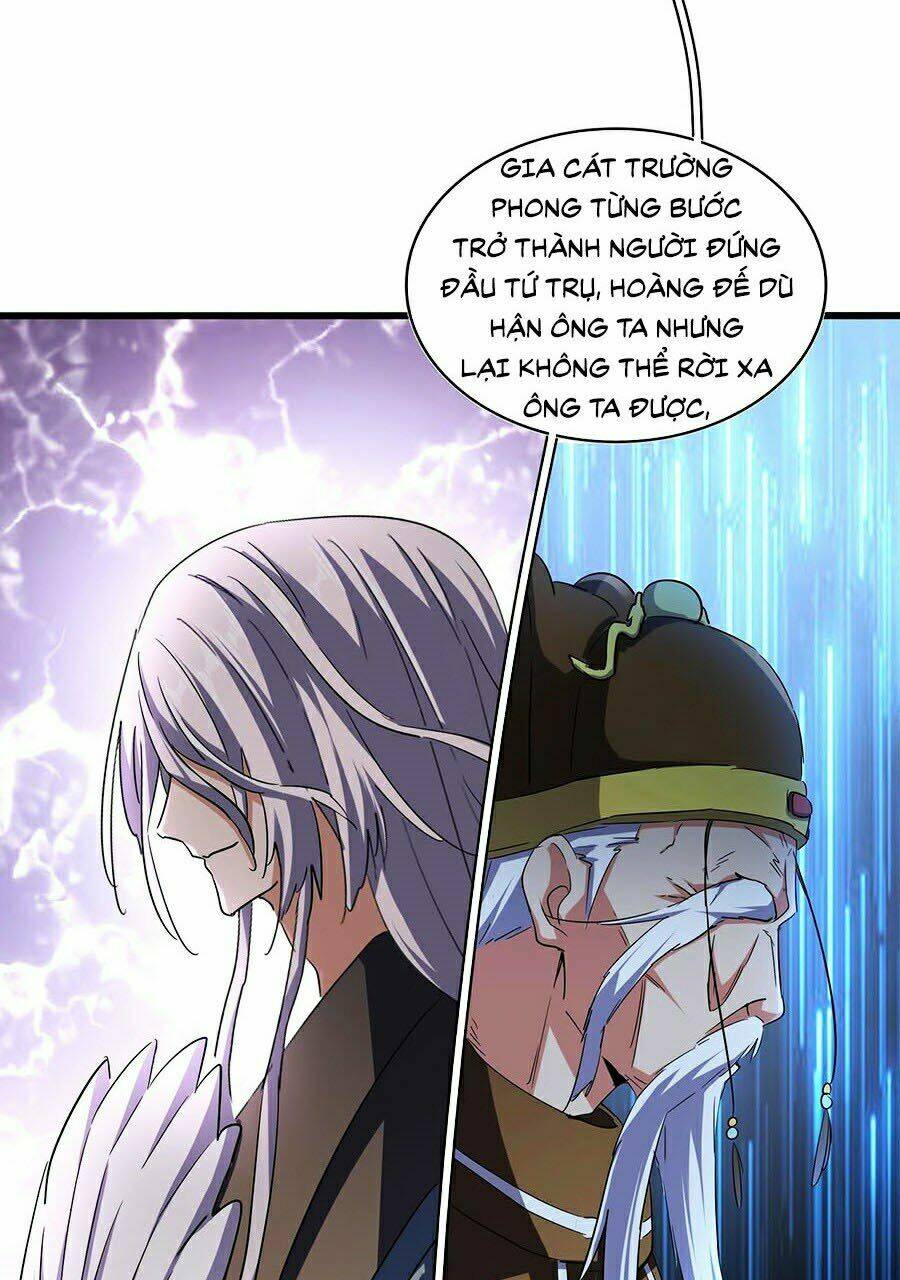 GIA CÁT TRƯỜNG
PHONG TỪNG BƯỚC
TRỞ THÀNH NGƯỜI ĐỨNG
ĐẦU TỨ TRỤ, HOÀNG ĐẾ DÙ
HẬN ÔNG TA NHƯNG
LẠI KHÔNG THỂ RỜI XA
ÔNG TA ĐƯỢC,